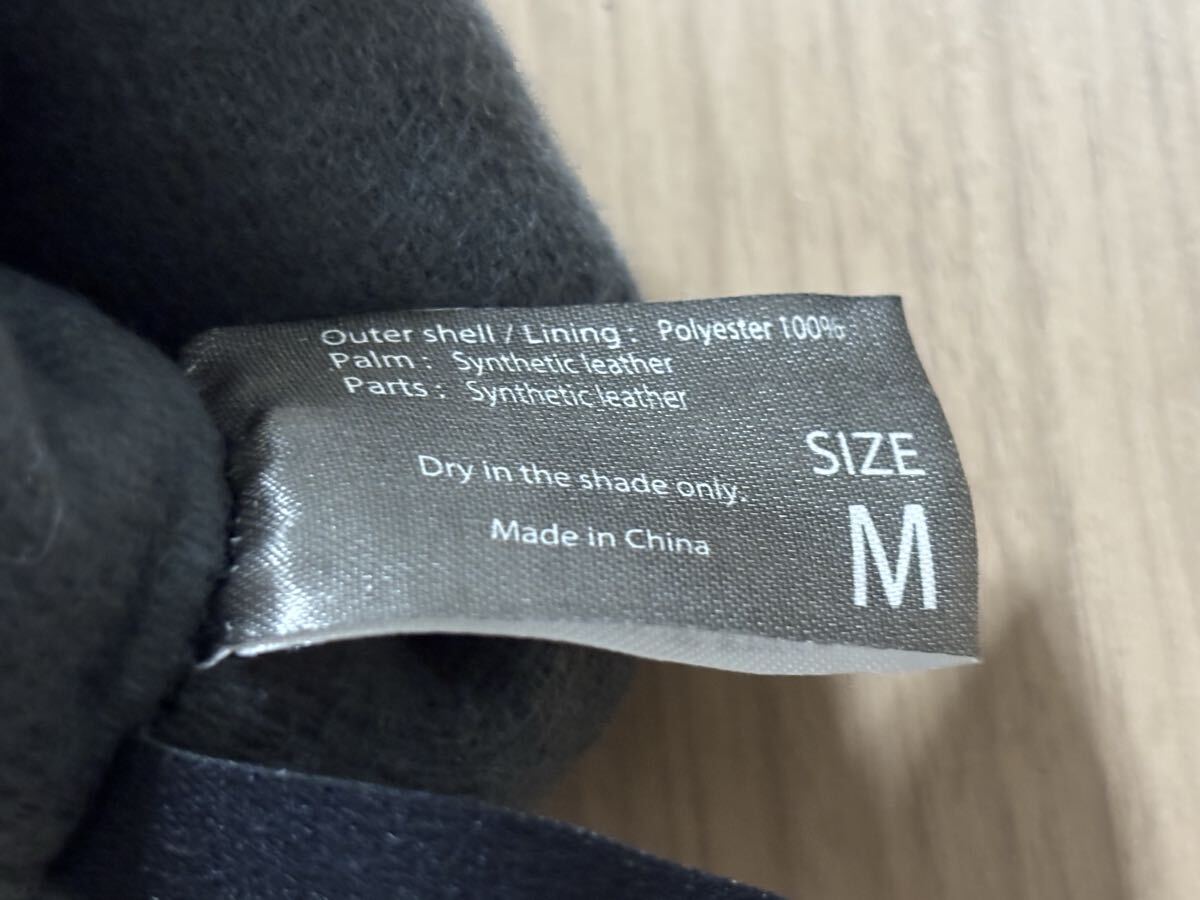 Outer shell / Lining : Polyester 100%
Palm : Synthetic leather
Parts : Synthetic leather
Dry in the shade only.
Made in China
SIZE
M